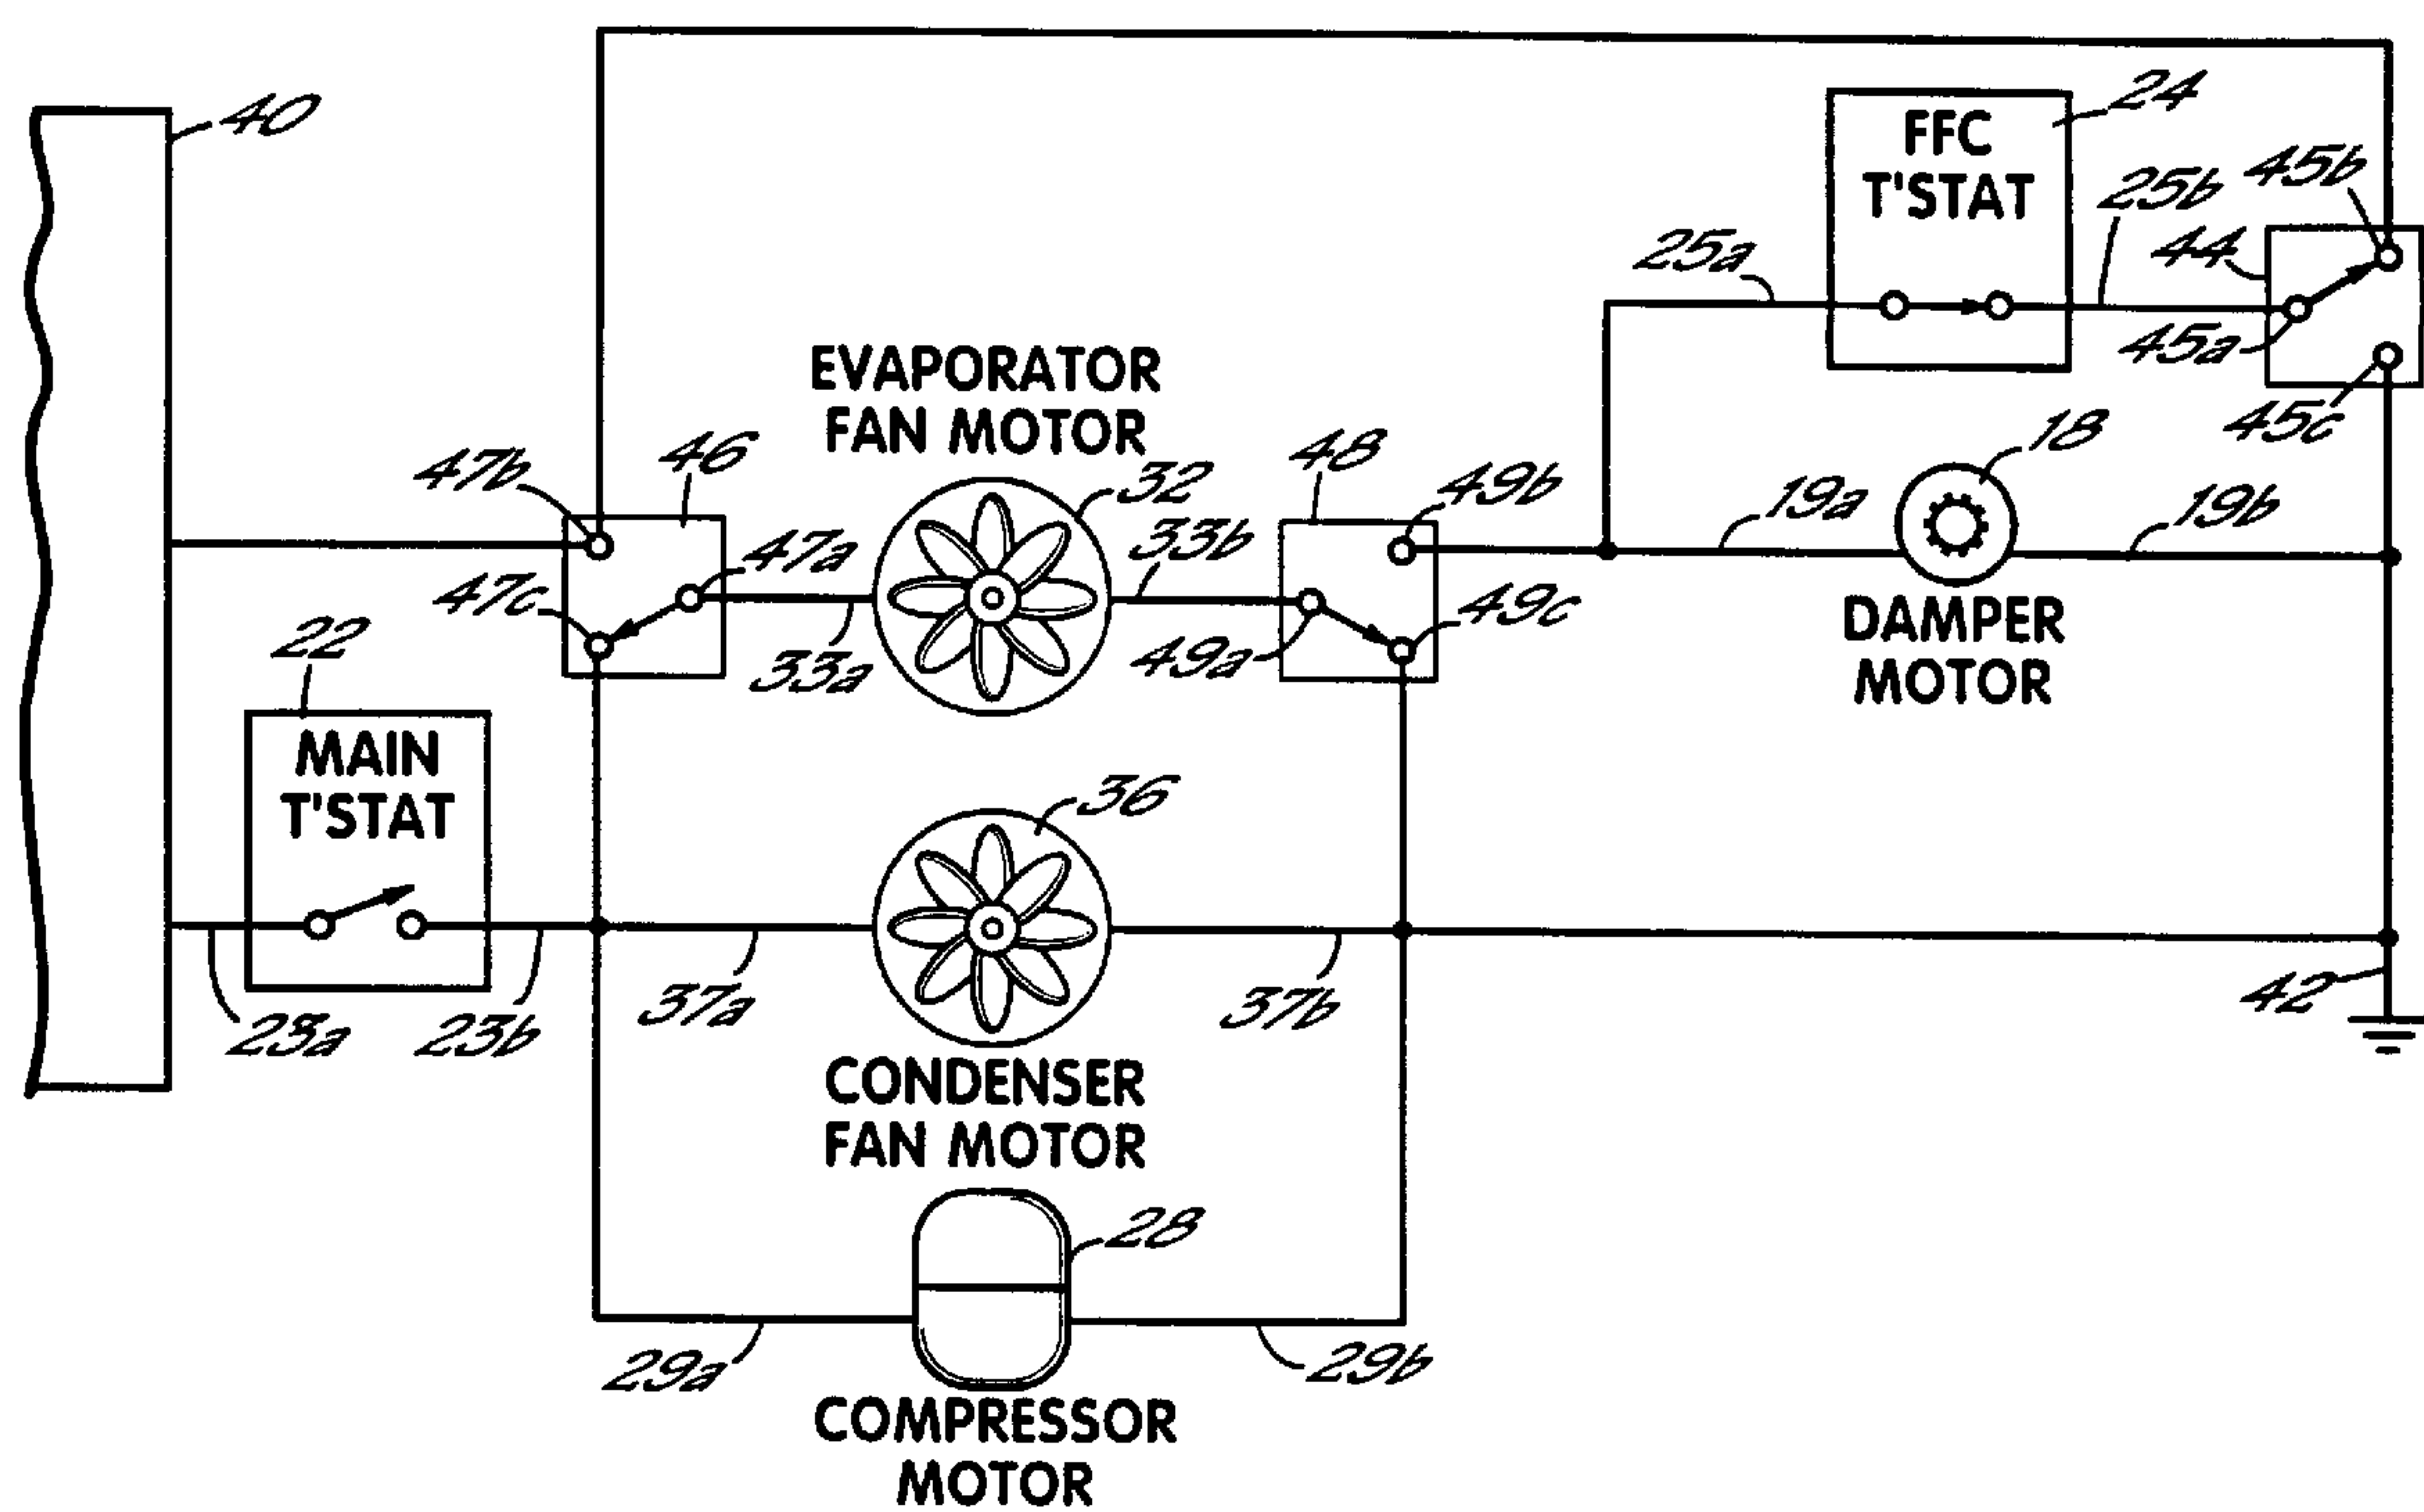 40
24
FFC
T'STAT
45b
25b
25a
44
45a
45c
EVAPORATOR
FAN MOTOR
18
46
48
47b
32
49b
19a
19b
33b
47a
47c
49c
33a
49a
DAMPER
MOTOR
22
MAIN
T'STAT
36
42
37a
37b
23a
23b
CONDENSER
FAN MOTOR
28
29a
29b
COMPRESSOR
MOTOR